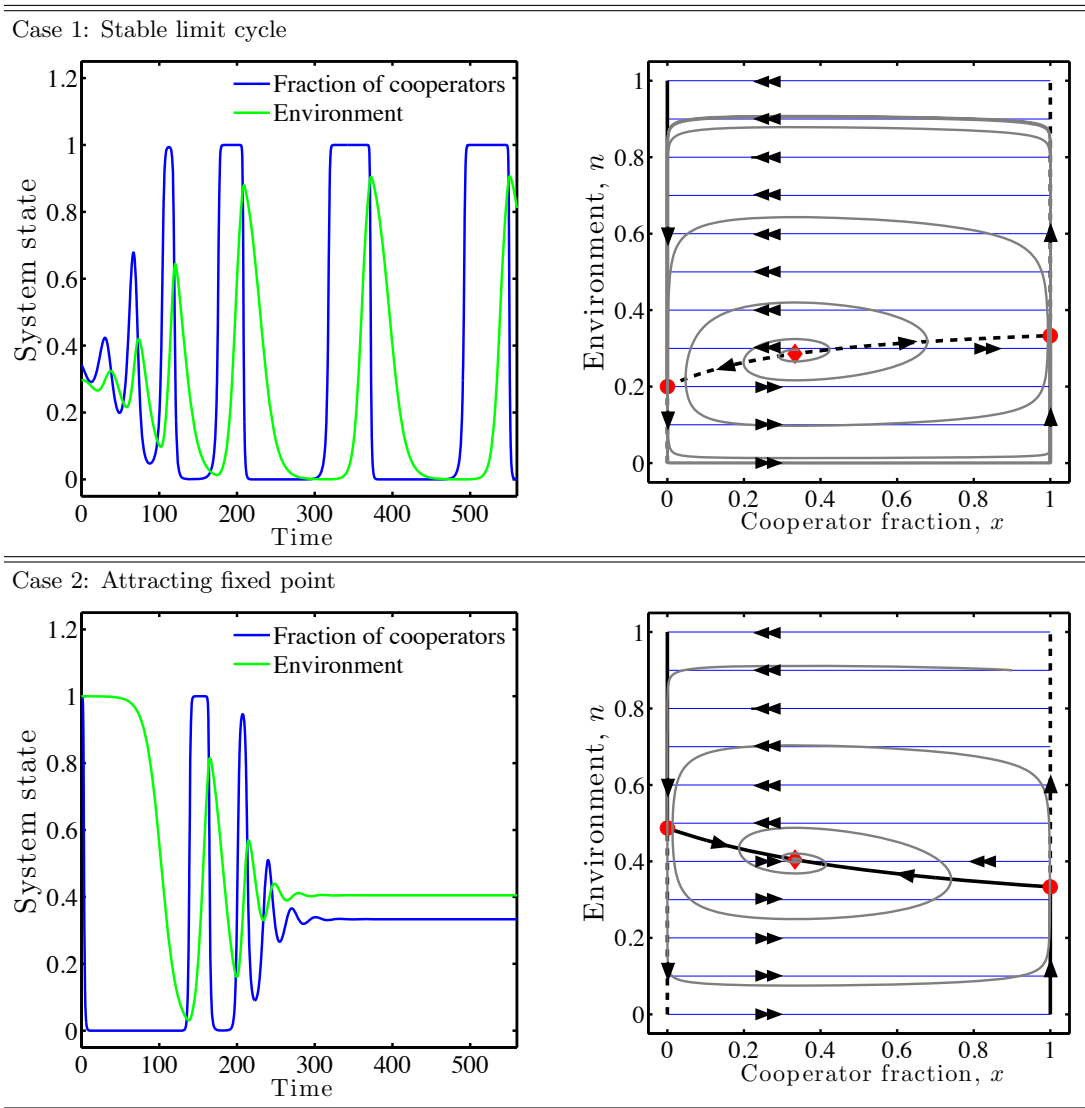 Case 1: Stable limit cycle
Fraction of cooperators
Environment
System state
1.2
1
0.8
0.6
0.4
0.2
0
0 100 200 300 400 500
Time
Environment, n
1
0.8
0.6
0.4
0.2
0
0 0.2 0.4 0.6 0.8 1
Cooperator fraction, x
Case 2: Attracting fixed point
Fraction of cooperators
Environment
System state
1.2
1
0.8
0.6
0.4
0.2
0
0 100 200 300 400 500
Time
Environment, n
1
0.8
0.6
0.4
0.2
0
0 0.2 0.4 0.6 0.8 1
Cooperator fraction, x